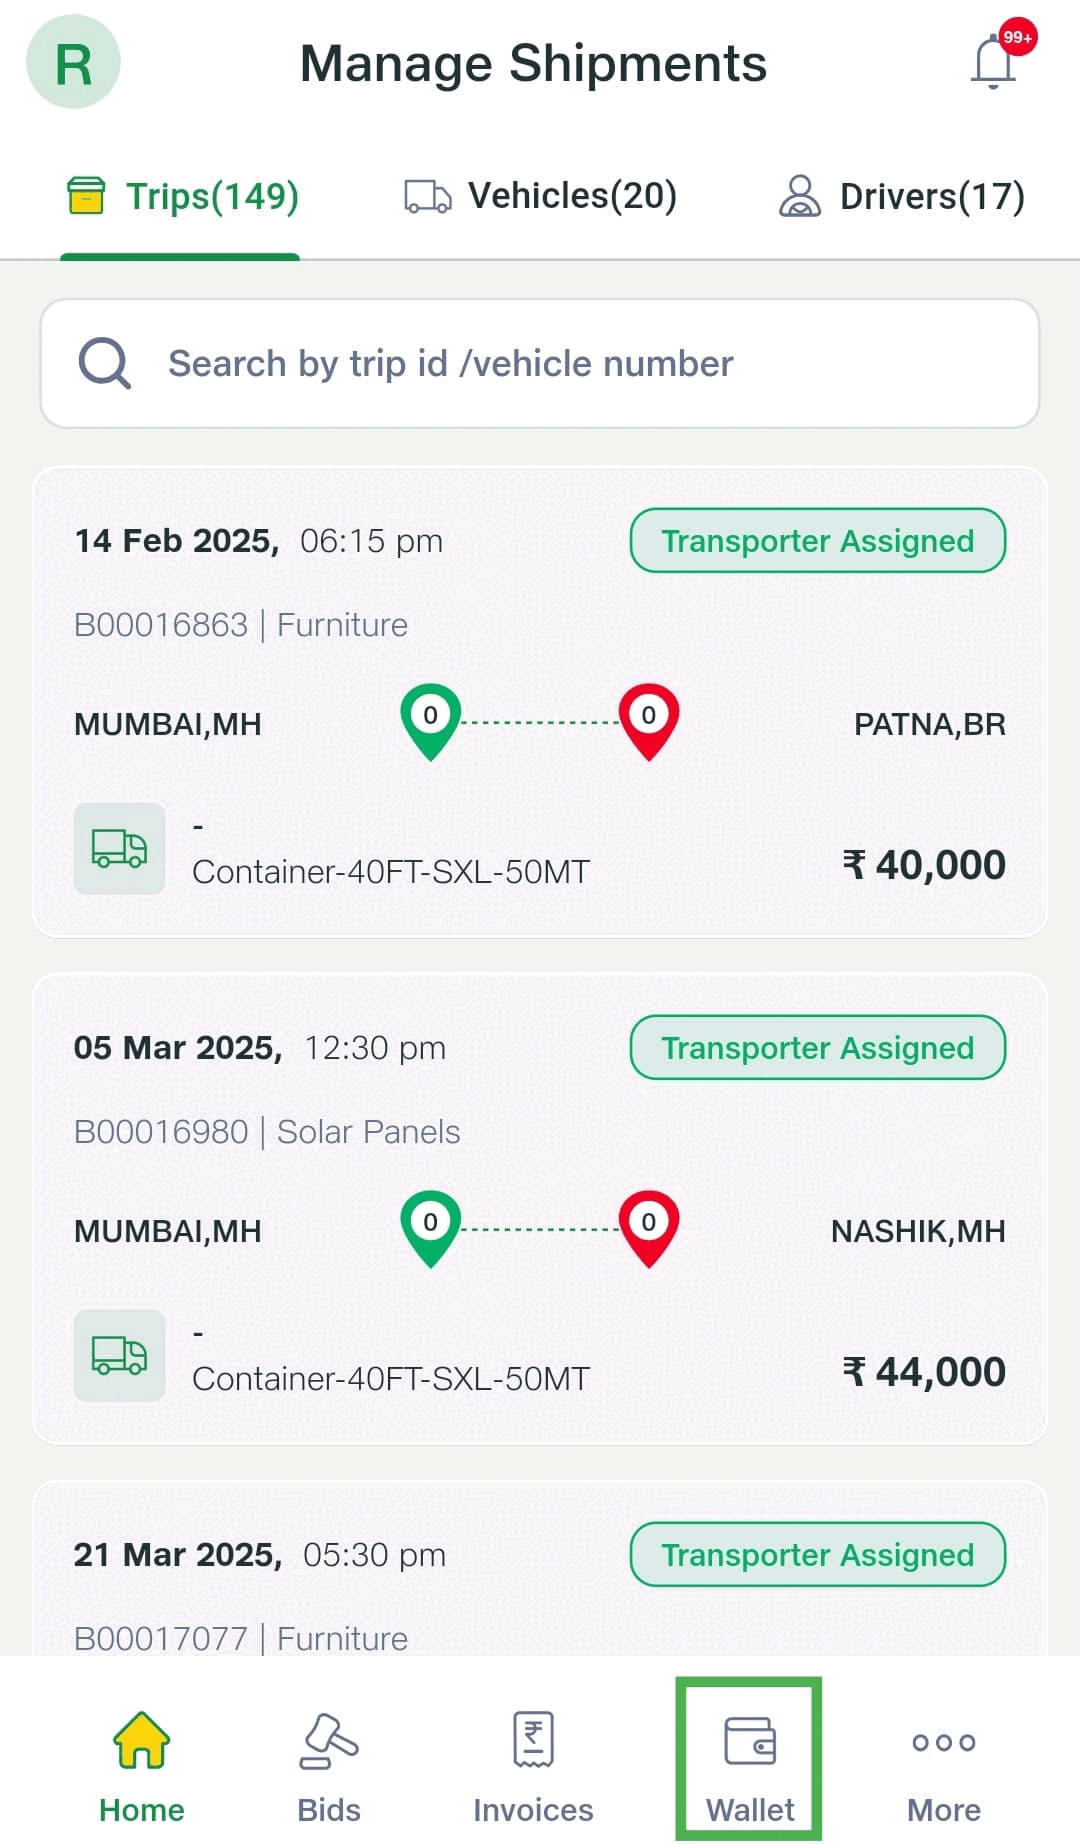 R
Manage Shipments
99+
Trips(149)
Vehicles(20)
Drivers(17)
Search by trip id /vehicle number
14 Feb 2025, 06:15 pm
Transporter Assigned
B00016863 | Furniture
MUMBAI,MH
0
0
PATNA,BR
-
Container-40FT-SXL-50MT
₹ 40,000
05 Mar 2025, 12:30 pm
Transporter Assigned
B00016980 | Solar Panels
MUMBAI,MH
0
0
NASHIK,MH
-
Container-40FT-SXL-50MT
₹ 44,000
21 Mar 2025, 05:30 pm
Transporter Assigned
B00017077 | Furniture
₹
Home
Bids
Invoices
Wallet
More